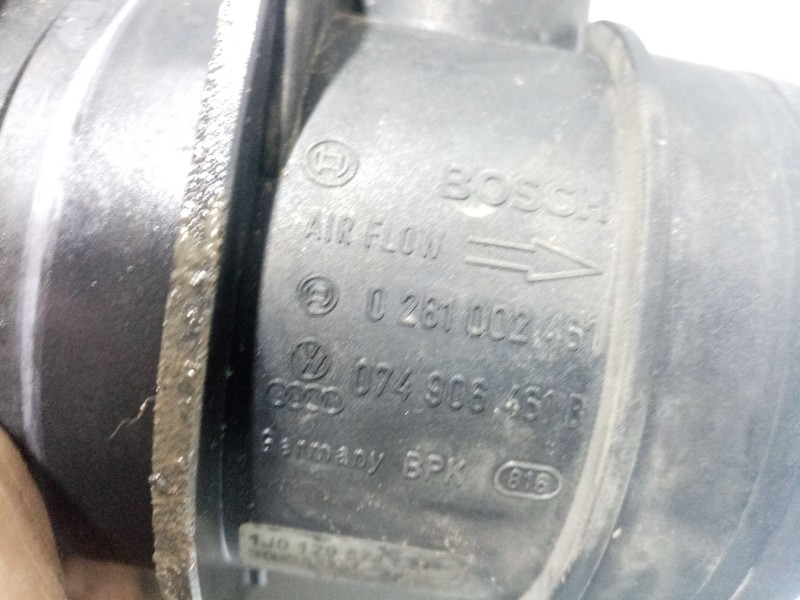 BOSCH
AIR FLOW
0 281 002 461
074 906 461 B
Germany BPK 616